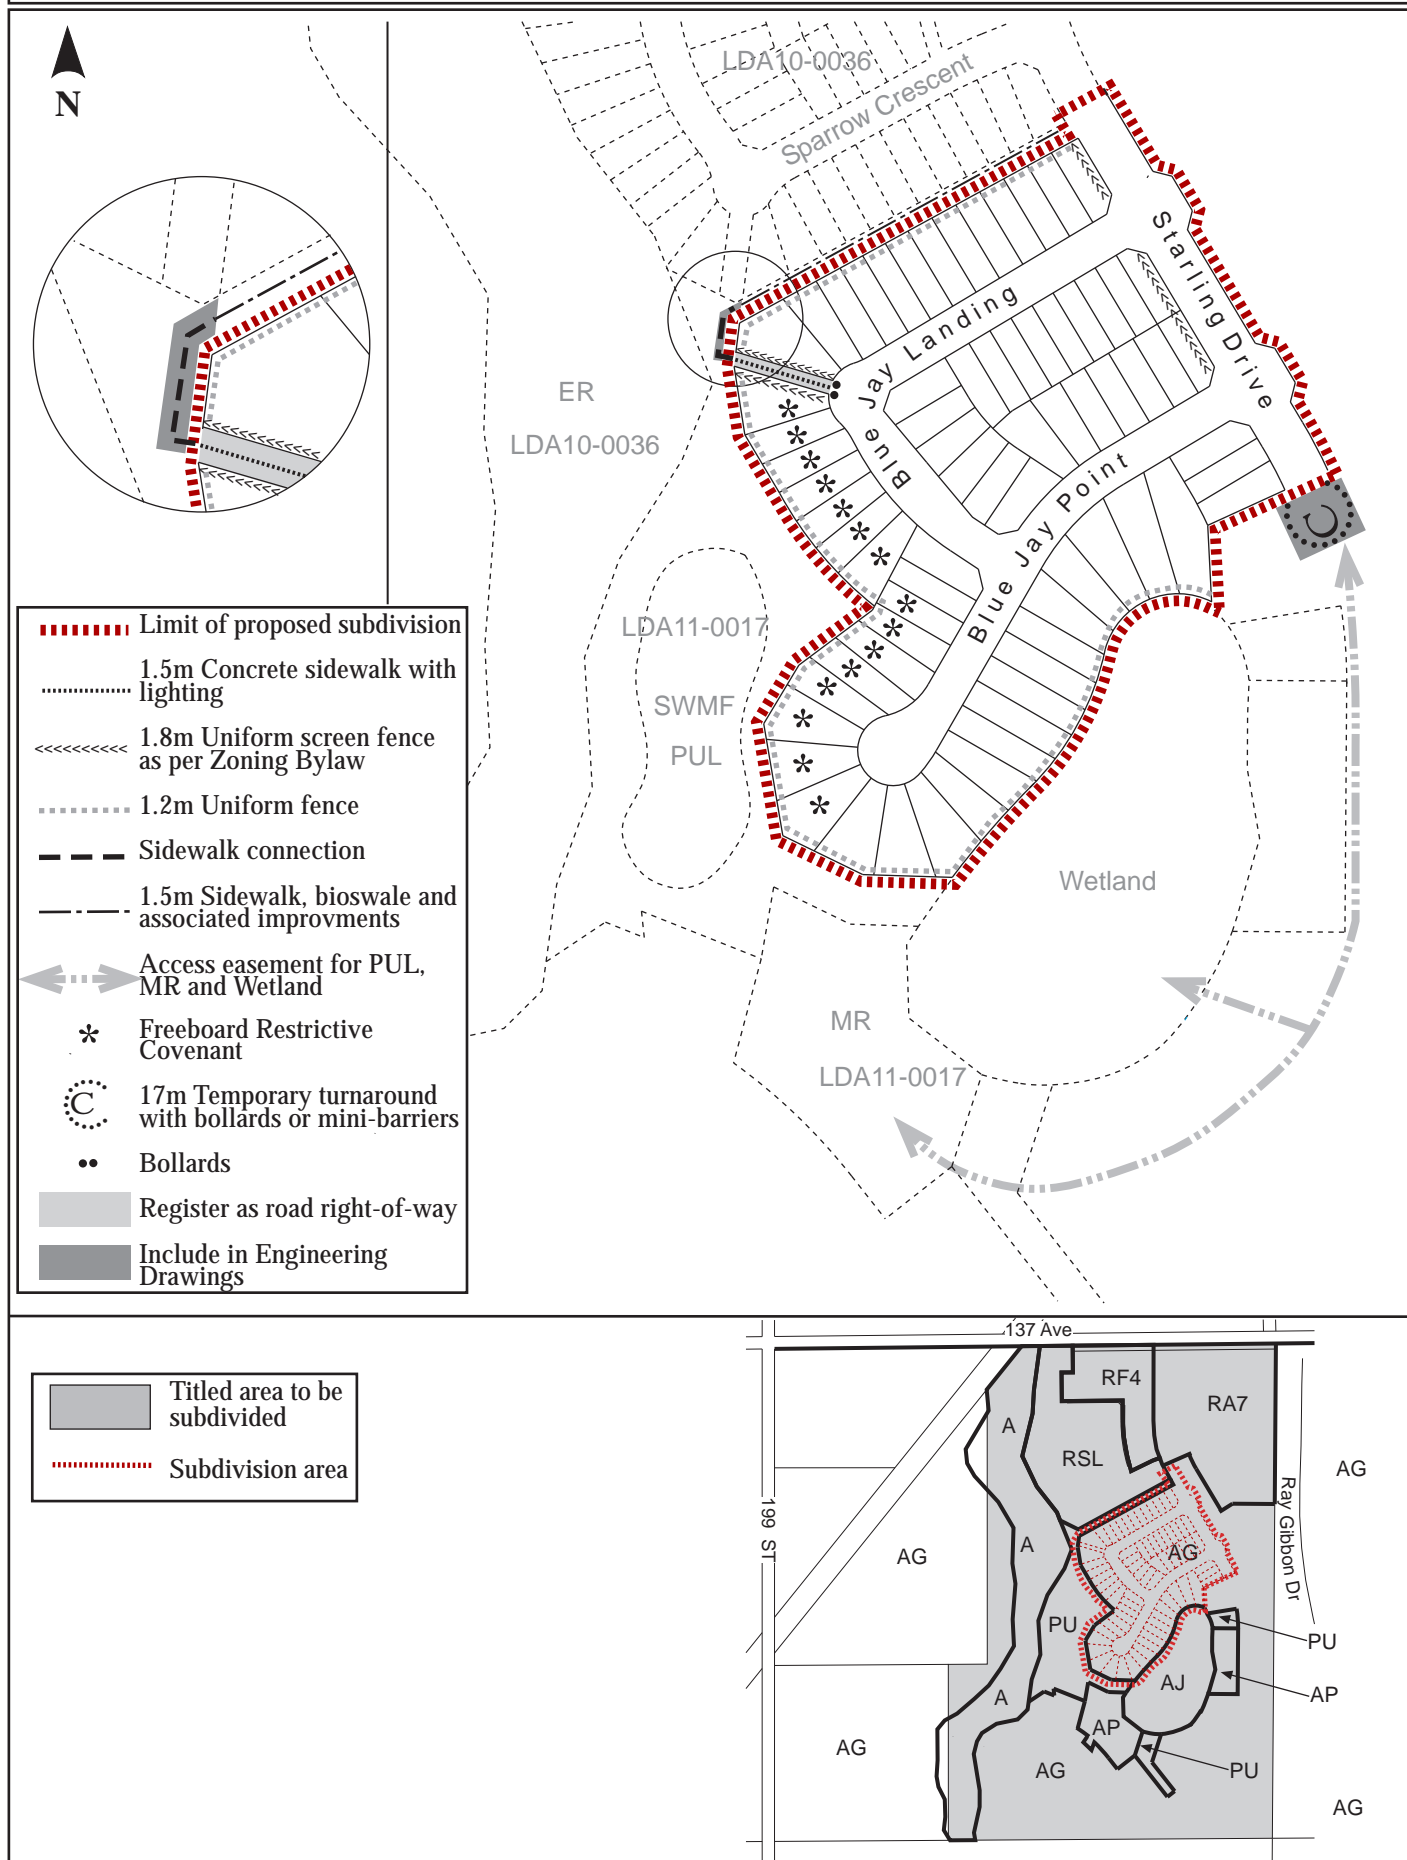 N
LDA10-0036
Sparrow Crescent
Starling Drive
Blue Jay Landing
Blue Jay Point
ER
LDA10-0036
LDA11-0017
SWMF
PUL
C
Wetland
MR
LDA11-0017
Limit of proposed subdivision
1.5m Concrete sidewalk with
lighting
1.8m Uniform screen fence
as per Zoning Bylaw
1.2m Uniform fence
Sidewalk connection
1.5m Sidewalk, bioswale and
associated improvments
Access easement for PUL,
MR and Wetland
Freeboard Restrictive
Covenant
C
17m Temporary turnaround
with bollards or mini-barriers
Bollards
Register as road right-of-way
Include in Engineering
Drawings
Titled area to be
subdivided
Subdivision area
137 Ave
RF4
RA7
A
RSL
AG
199 ST
Ray Gibbon Dr
AG
A
AG
PU
PU
AJ
AP
A
AP
AG
AG
PU
AG